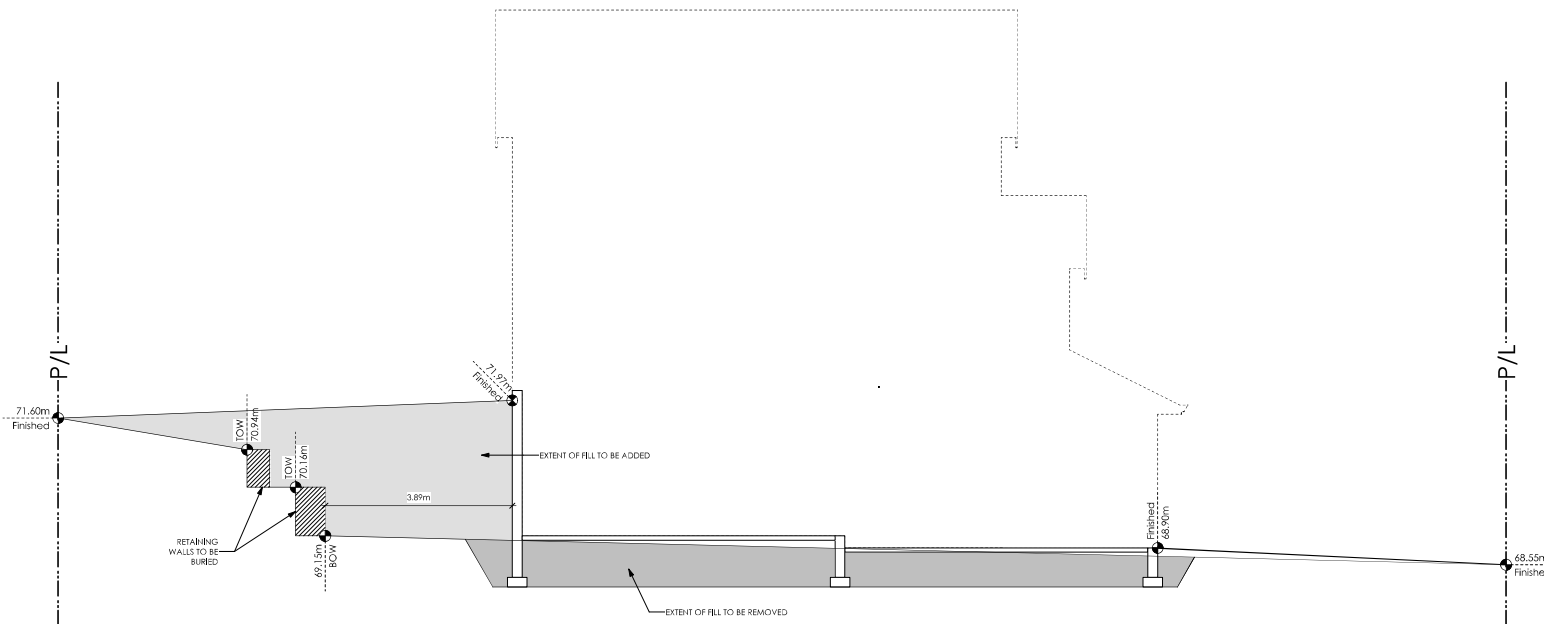 P/L
P/L
71.60m
Finished
TOW
70.94m
TOW
70.16m
71.97m
Finished
EXTENT OF FILL TO BE ADDED
3.89m
RETAINING
WALLS TO BE
BURIED
69.15m
BOW
Finished
68.90m
68.55m
Finishe
EXTENT OF FILL TO BE REMOVED